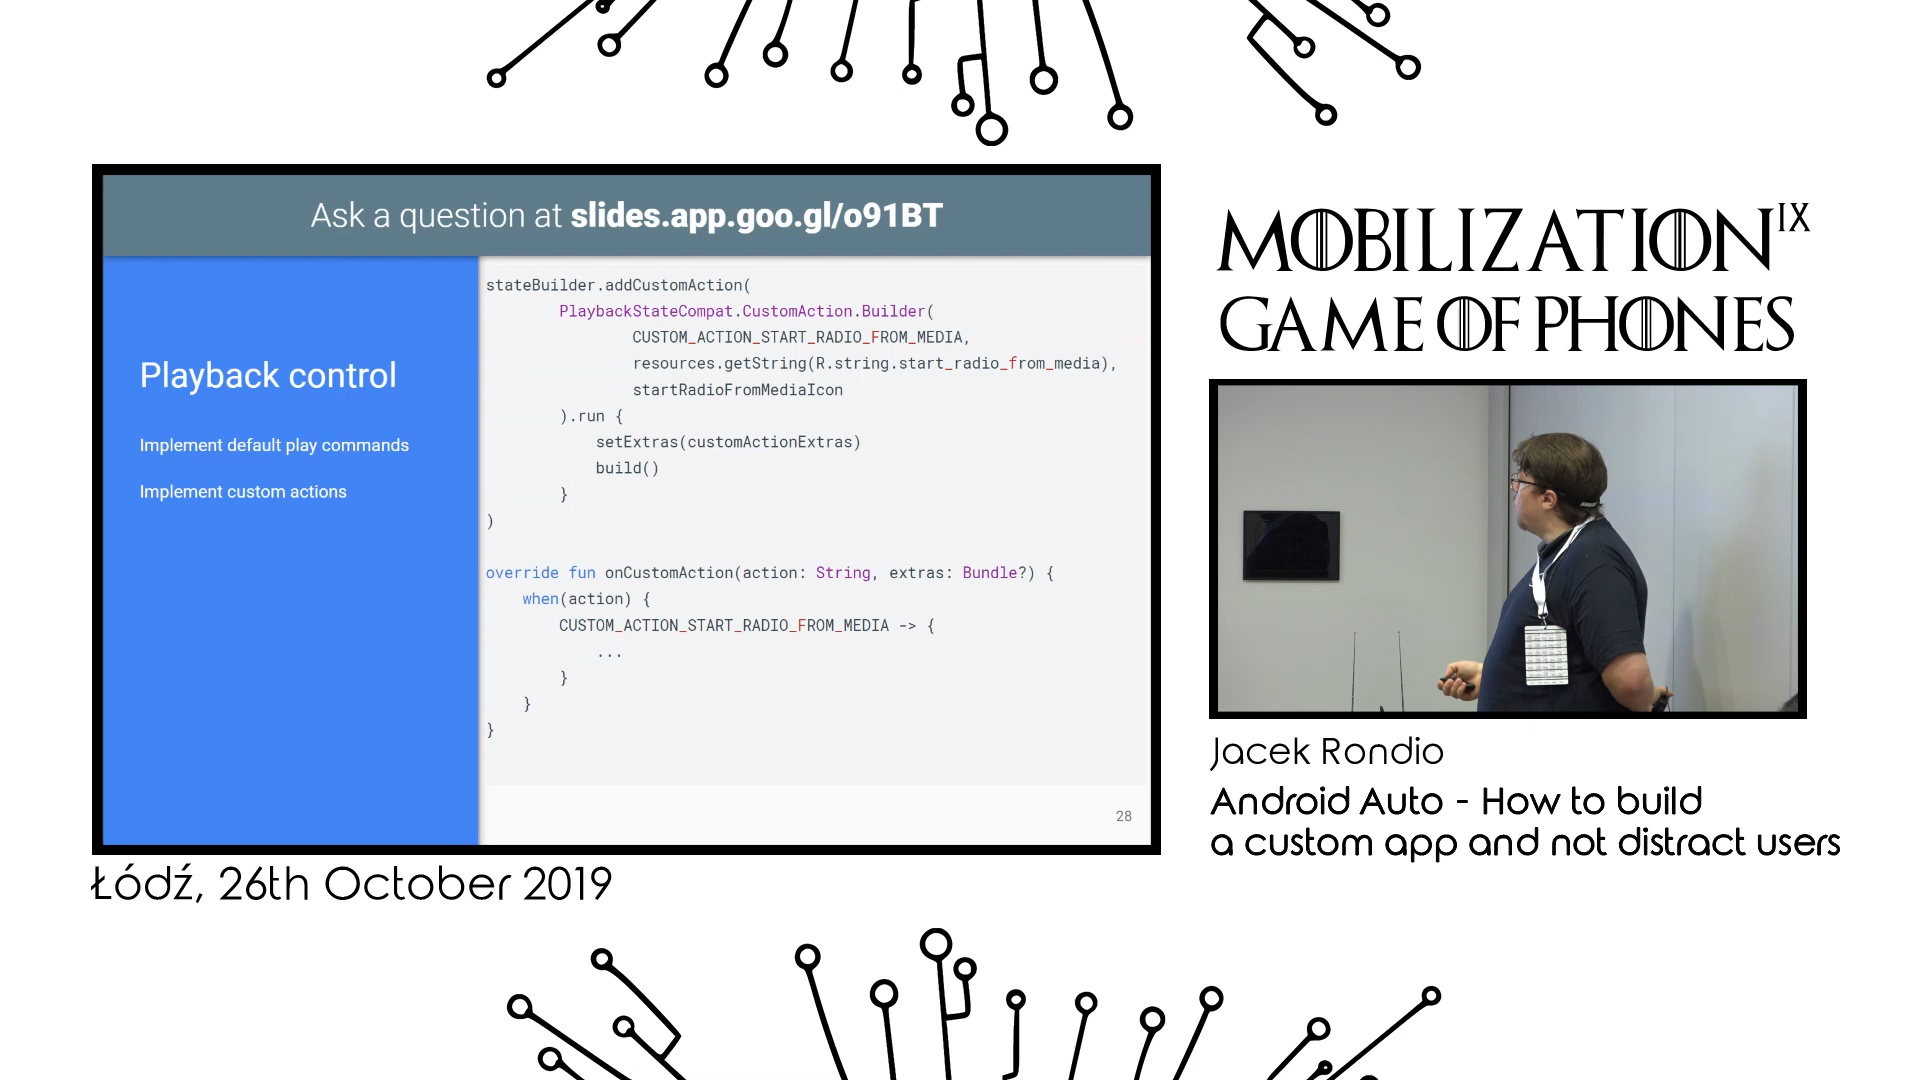 Ask a question at slides.app.goo.gl/o91BT
Playback control
Implement default play commands
Implement custom actions
stateBuilder.addCustomAction(
PlaybackStateCompat.CustomAction.Builder(
CUSTOM_ACTION_START_RADIO_FROM_MEDIA,
resources.getString(R.string.start_radio_from_media),
startRadioFromMediaIcon
).run {
setExtras(customActionExtras)
build()
}
)
override fun onCustomAction(action: String, extras: Bundle?) {
when(action) {
CUSTOM_ACTION_START_RADIO_FROM_MEDIA -> {
...
}
}
}
28
MOBILIZATION IX
GAME OF PHONES
Jacek Rondio
Android Auto - How to build
a custom app and not distract users
Łódź, 26th October 2019